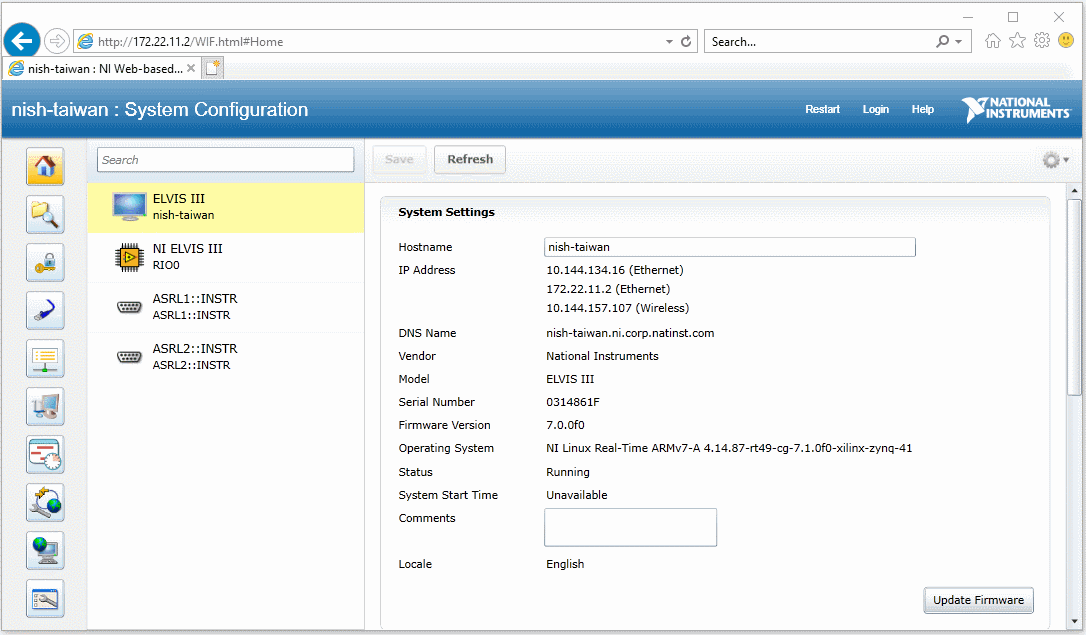 http://172.22.11.2/WIF.html#Home
Search...
nish-taiwan : NI Web-based...
nish-taiwan : System Configuration
Restart
Login
Help
NATIONAL INSTRUMENTS
Search
Save
Refresh
ELVIS III
nish-taiwan
NI ELVIS III
RIO0
ASRL1::INSTR
ASRL1::INSTR
ASRL2::INSTR
ASRL2::INSTR
System Settings
Hostname nish-taiwan
IP Address 10.144.134.16 (Ethernet)
172.22.11.2 (Ethernet)
10.144.157.107 (Wireless)
DNS Name nish-taiwan.ni.corp.natinst.com
Vendor National Instruments
Model ELVIS III
Serial Number 0314861F
Firmware Version 7.0.0f0
Operating System NI Linux Real-Time ARMv7-A 4.14.87-rt49-cg-7.1.0f0-xilinx-zynq-41
Status Running
System Start Time Unavailable
Comments
Locale English
Update Firmware